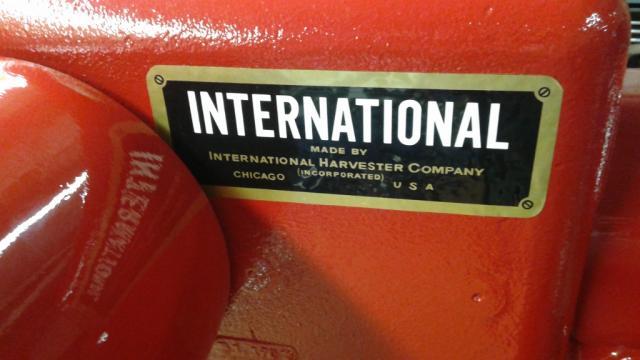 INTERNATIONAL
MADE BY
INTERNATIONAL HARVESTER COMPANY
CHICAGO (INCORPORATED) U S A